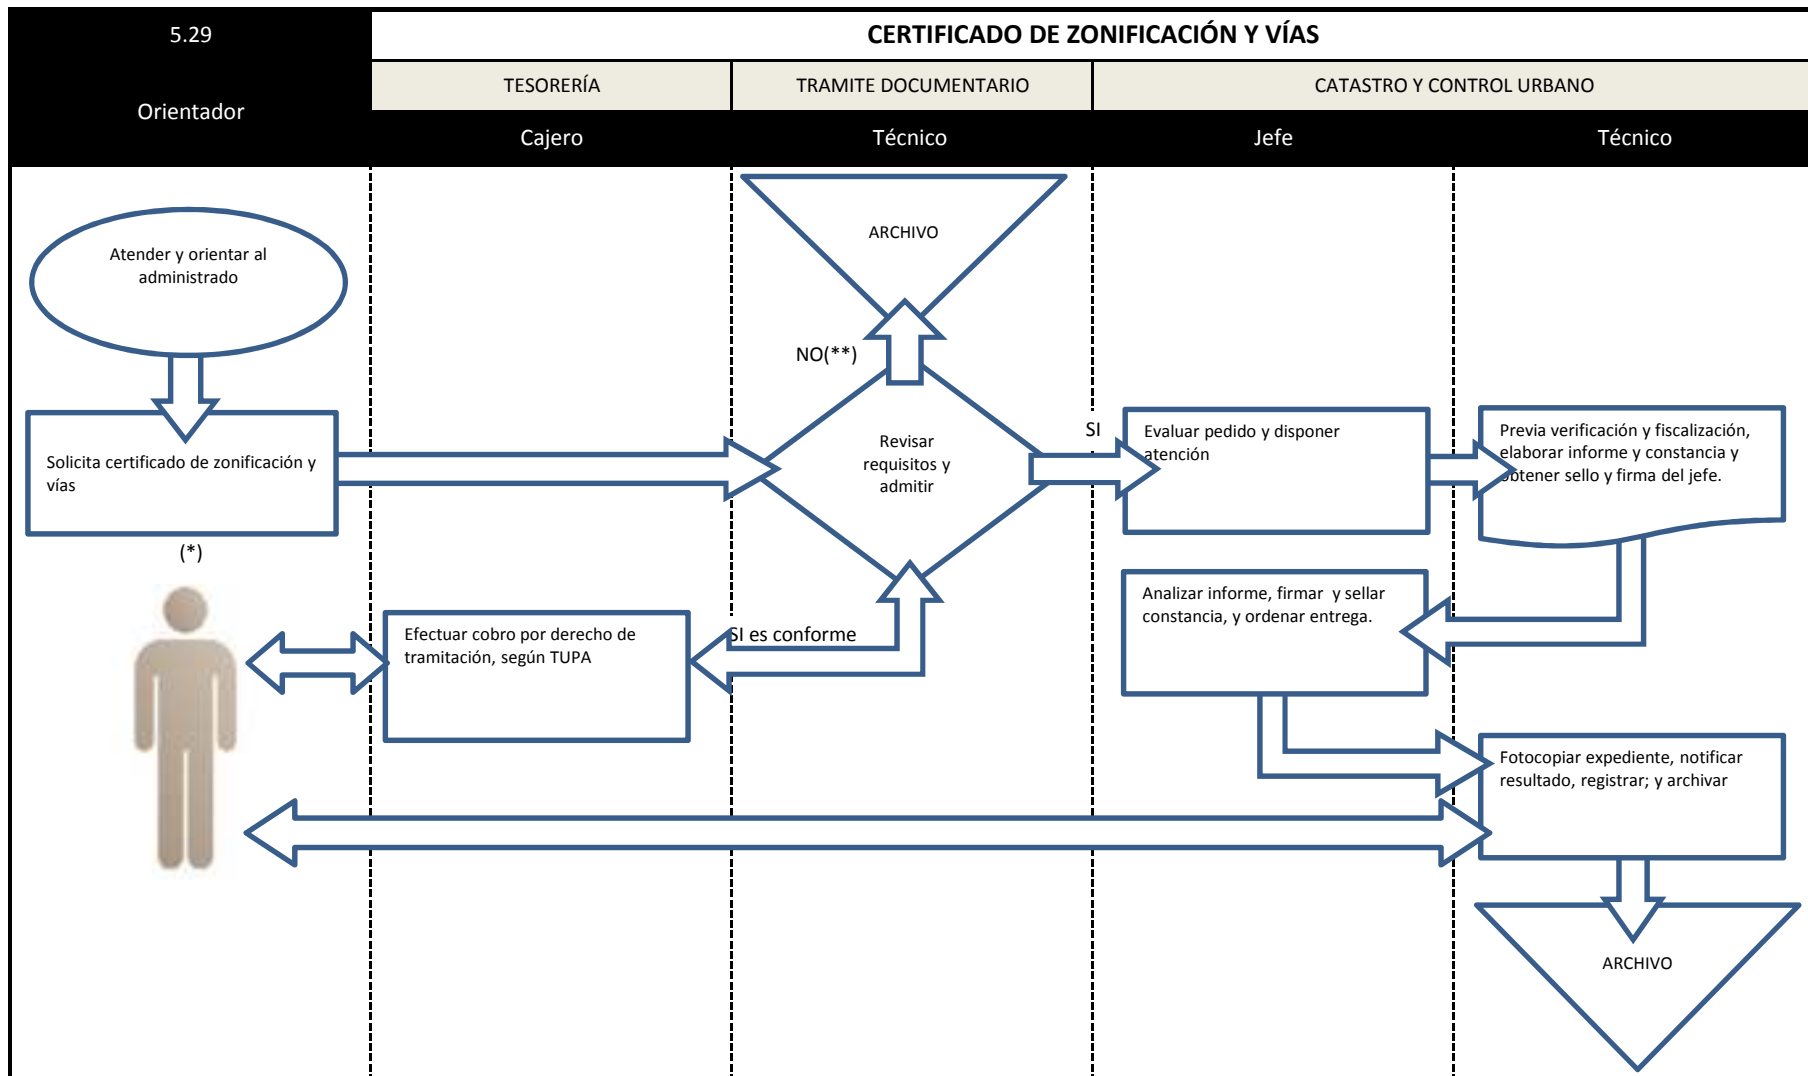 5.29
CERTIFICADO DE ZONIFICACIÓN Y VÍAS
Orientador
TESORERÍA
TRAMITE DOCUMENTARIO
CATASTRO Y CONTROL URBANO
Cajero
Técnico
Jefe
Técnico
Atender y orientar al
administrado
ARCHIVO
NO(**)
Solicita certificado de zonificación y
vías
(*)
Revisar
requisitos y
admitir
SI
Evaluar pedido y disponer
atención
Previa verificación y fiscalización,
elaborar informe y constancia y
obtener sello y firma del jefe.
Efectuar cobro por derecho de
tramitación, según TUPA
SI es conforme
Analizar informe, firmar  y sellar
constancia, y ordenar entrega.
Fotocopiar expediente, notificar
resultado, registrar; y archivar
ARCHIVO